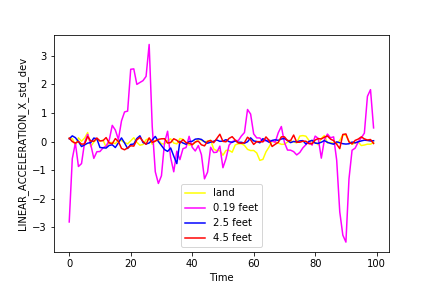 LINEAR_ACCELERATION_X_std_dev
3
2
1
0
−1
−2
−3
0 20 40 60 80 100
Time
land
0.19 feet
2.5 feet
4.5 feet